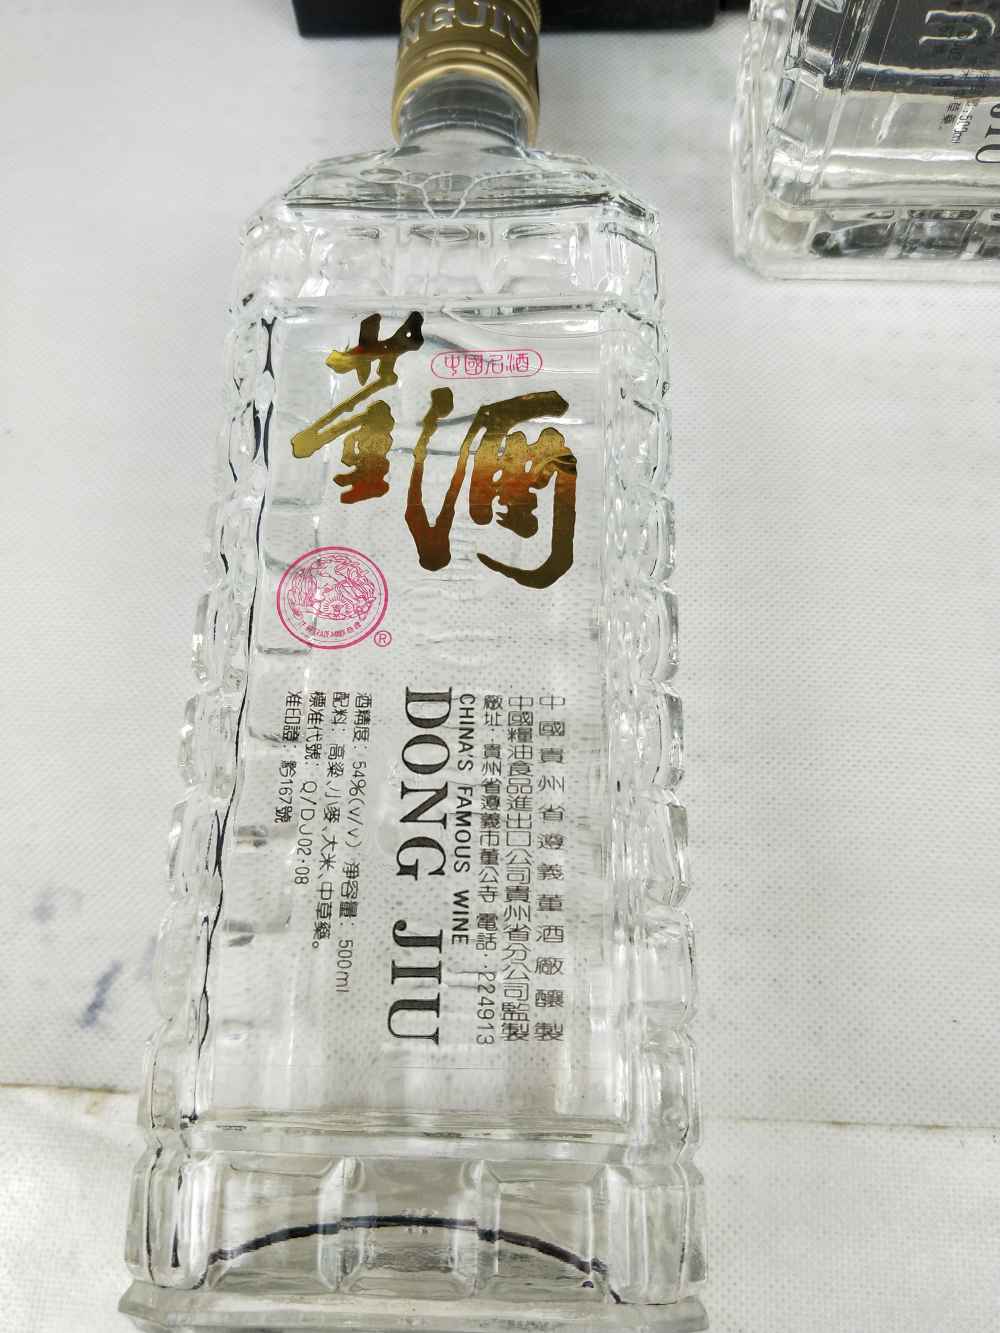 NGJIU
中國名酒
董酒
®
中國貴州省遵義董酒廠釀製
中國糧油食品進出口公司貴州省分公司監製
廠址:貴州省遵義市董公寺 電話:224913
CHINA'S FAMOUS WINE
DONG JIU
酒精度:54%(v/v) 淨容量:500ml
配料:高粱、小麥、大米、中草藥。
標准代號:Q/DJ02·08
准印證:黔167號
500ml
JIU